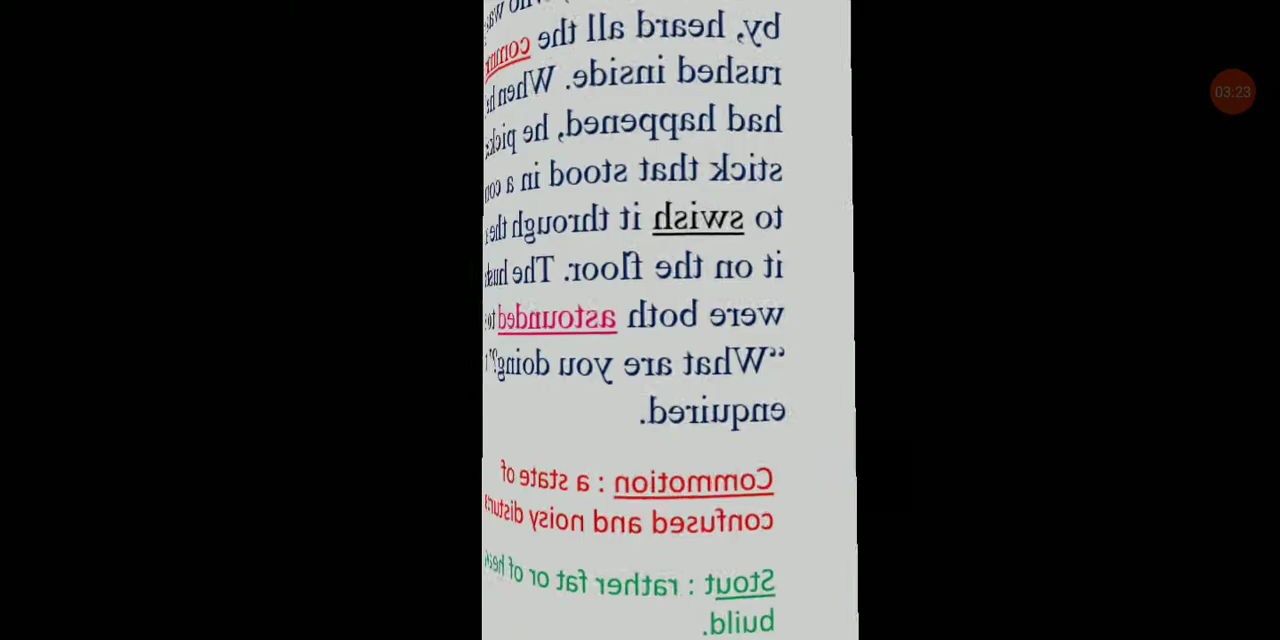 by, heard all the
rushed inside. When
had happened, he
stick that stood in a
to swish it through
it on the floor. The
were both astounded
“What are you doing?
enquired.
Commotion : a state of
confused and noisy
Stout : rather fat or of
build.
03:23